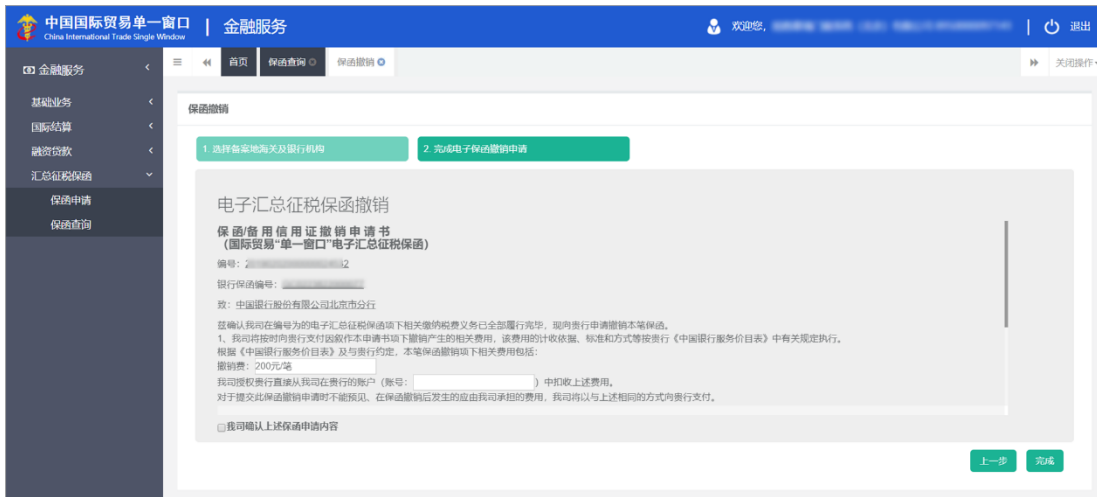 中国国际贸易单一窗口 | 金融服务
China International Trade Single Window
欢迎您,
退出
金融服务
首页 保函查询 保函撤销
关闭操作
基础业务
国际结算
融资贷款
汇总征税保函
保函申请
保函查询
保函撤销
1. 选择备案地海关及银行机构
2. 完成电子保函撤销申请
电子汇总征税保函撤销
保 函/备 用 信 用 证 撤 销 申 请 书
(国际贸易“单一窗口”电子汇总征税保函)
编号:
银行保函编号:
致: 中国银行股份有限公司北京市分行
兹确认我司在编号为的电子汇总征税保函项下相关缴纳税费义务已全部履行完毕, 现向贵行申请撤销本笔保函。
1、我司将按时向贵行支付因叙作本申请书项下撤销产生的相关费用, 该费用的计收依据、标准和方式等按贵行《中国银行服务价目表》中有关规定执行。
根据《中国银行服务价目表》及与贵行约定, 本笔保函撤销项下相关费用包括:
撤销费: 200元/笔
我司授权贵行直接从我司在贵行的账户 (账号: ) 中扣收上述费用。
对于提交此保函撤销申请时不能预见、在保函撤销后发生的应由我司承担的费用, 我司将以与上述相同的方式向贵行支付。
我司确认上述保函申请内容
上一步 完成